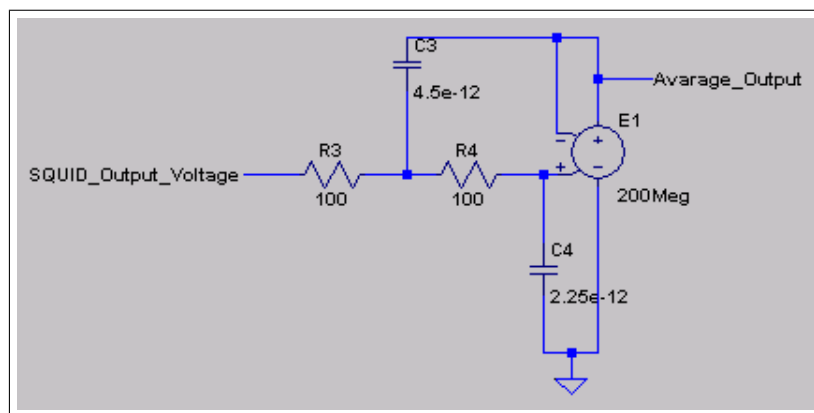 C3
Avarage_Output
4.5e-12
E1
R3
R4
SQUID_Output_Voltage
100
100
200Meg
C4
2.25e-12